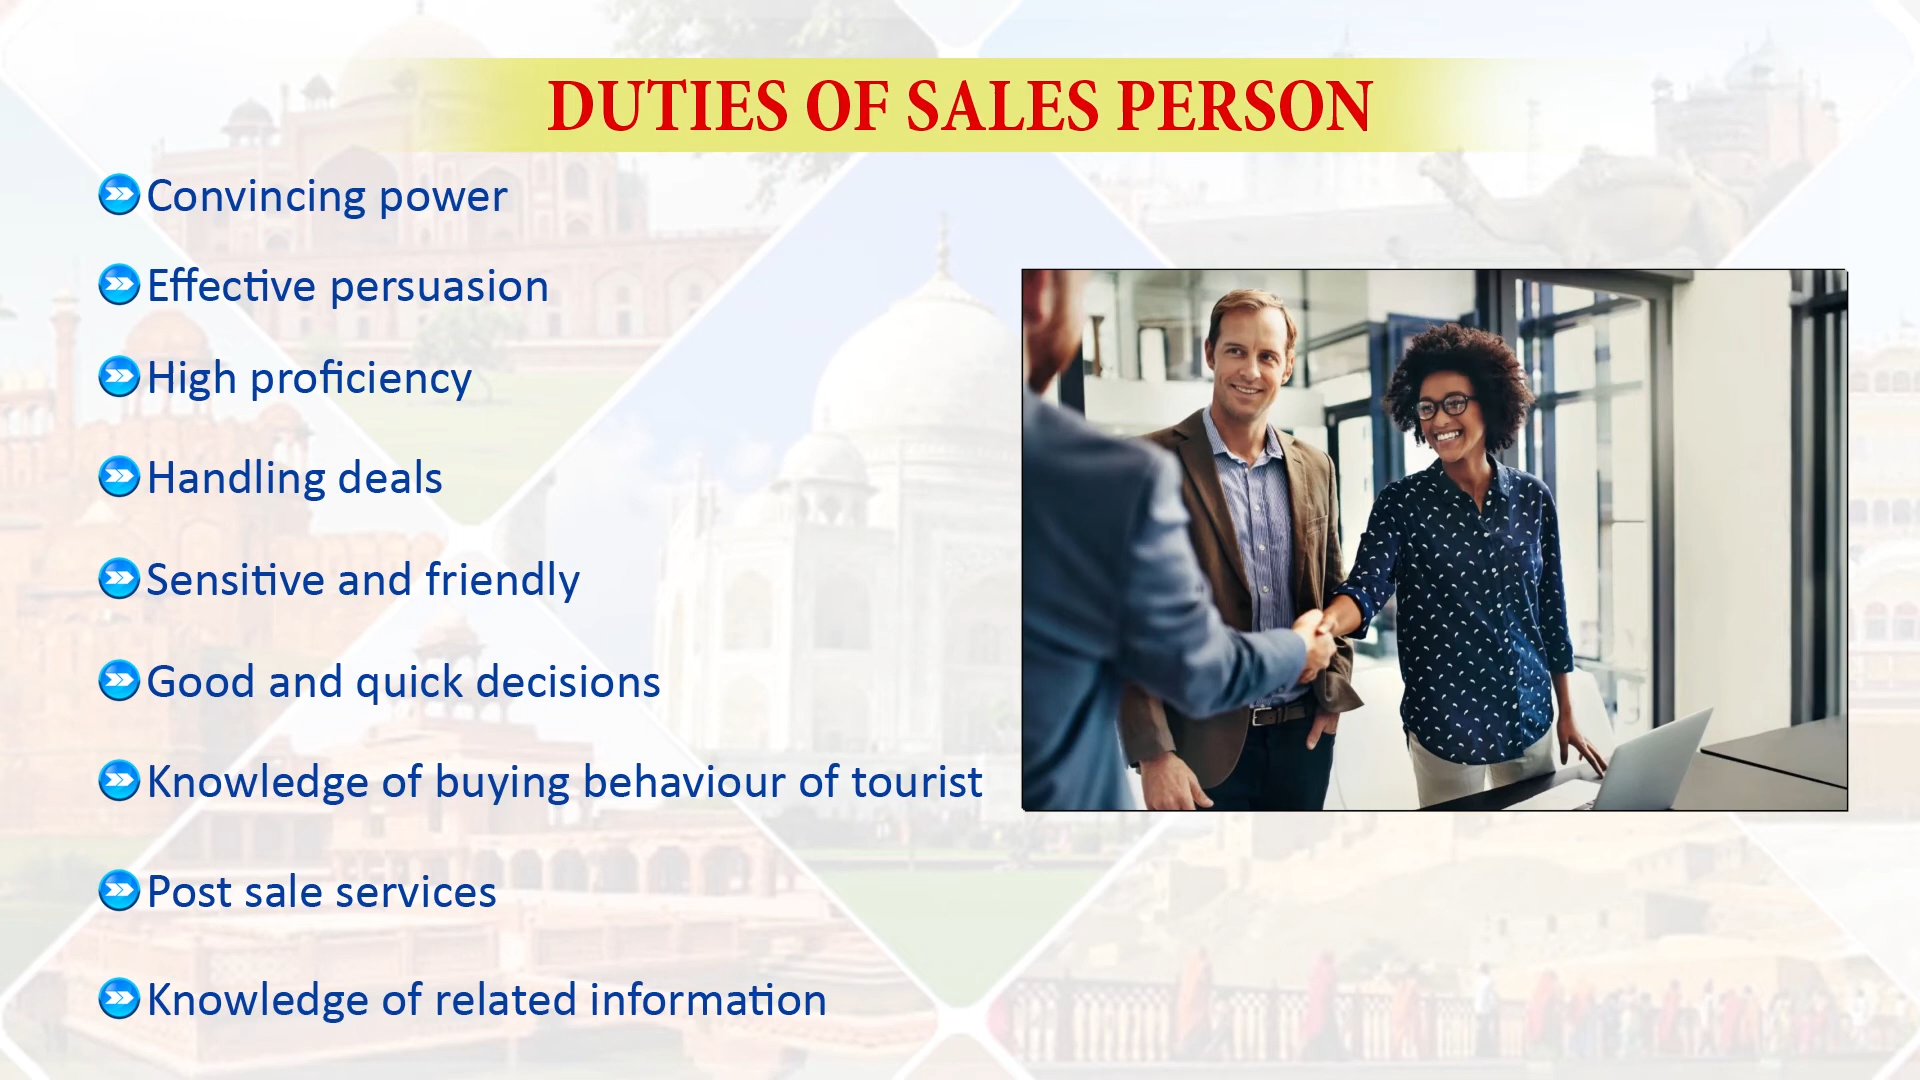 DUTIES OF SALES PERSON
Convincing power
Effective persuasion
High proficiency
Handling deals
Sensitive and friendly
Good and quick decisions
Knowledge of buying behaviour of tourist
Post sale services
Knowledge of related information